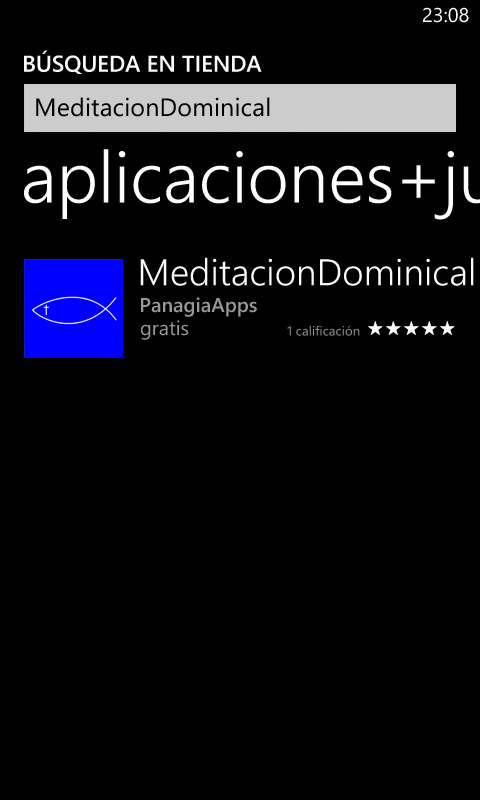 23:08
BÚSQUEDA EN TIENDA
MeditacionDominical
aplicaciones+ju
MeditacionDominical
PanagiaApps
gratis 1 calificación ★★★★★